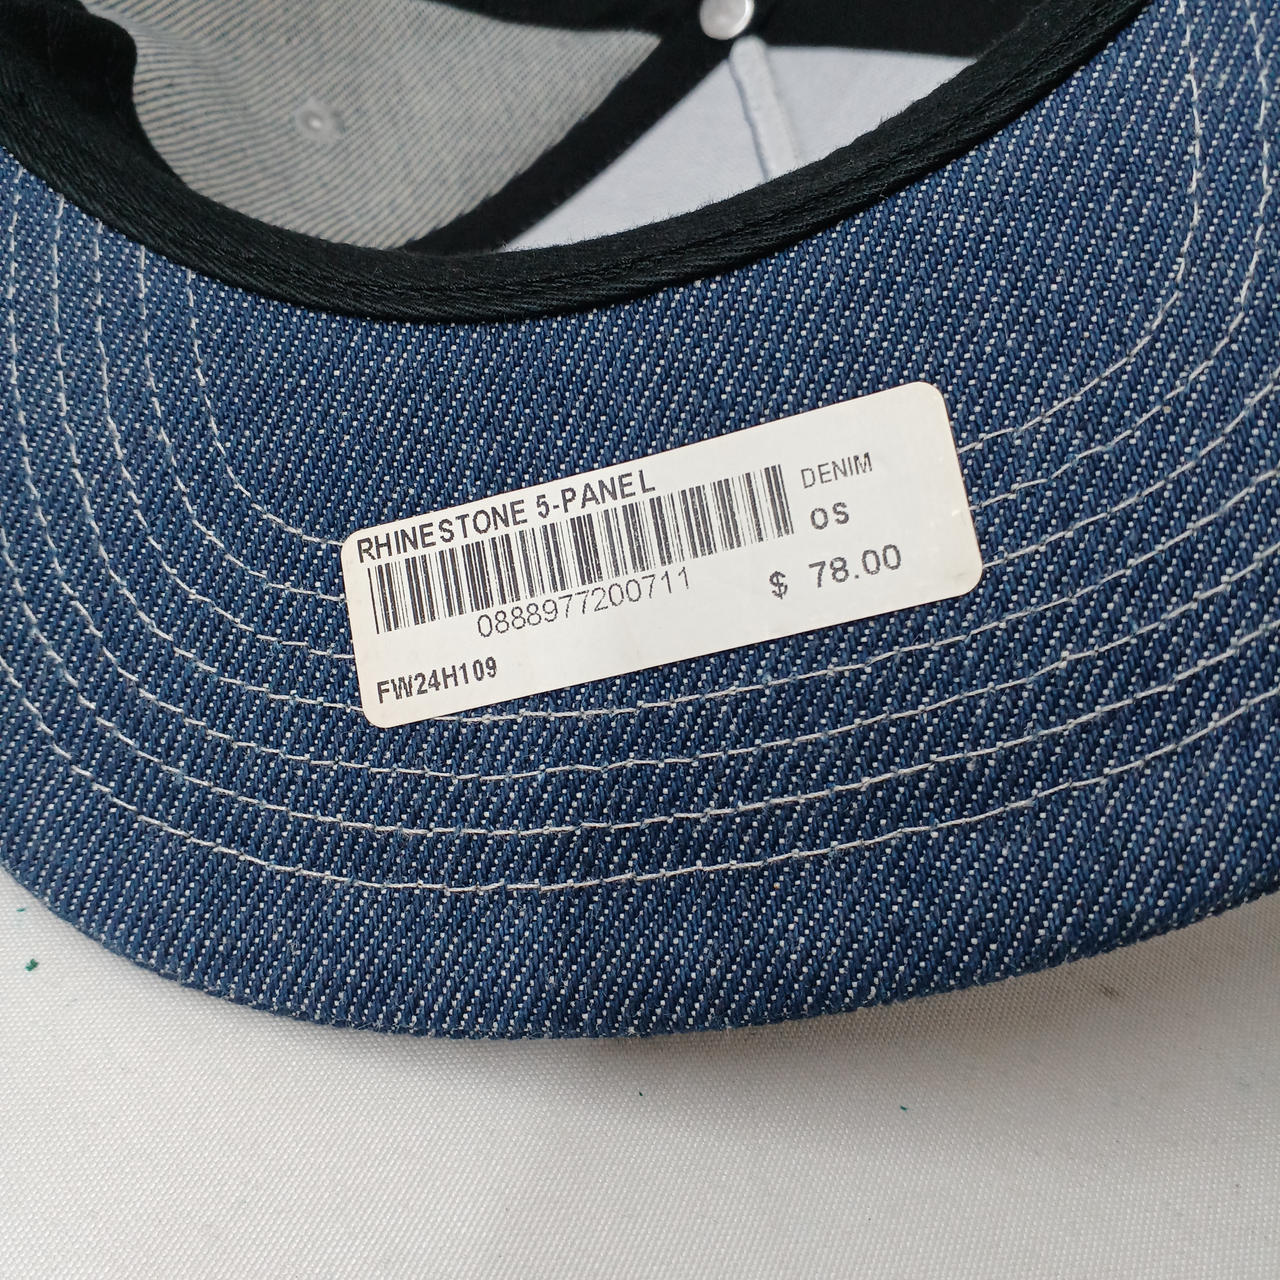 RHINESTONE 5-PANEL
DENIM
OS
0888977200711
$ 78.00
FW24H109